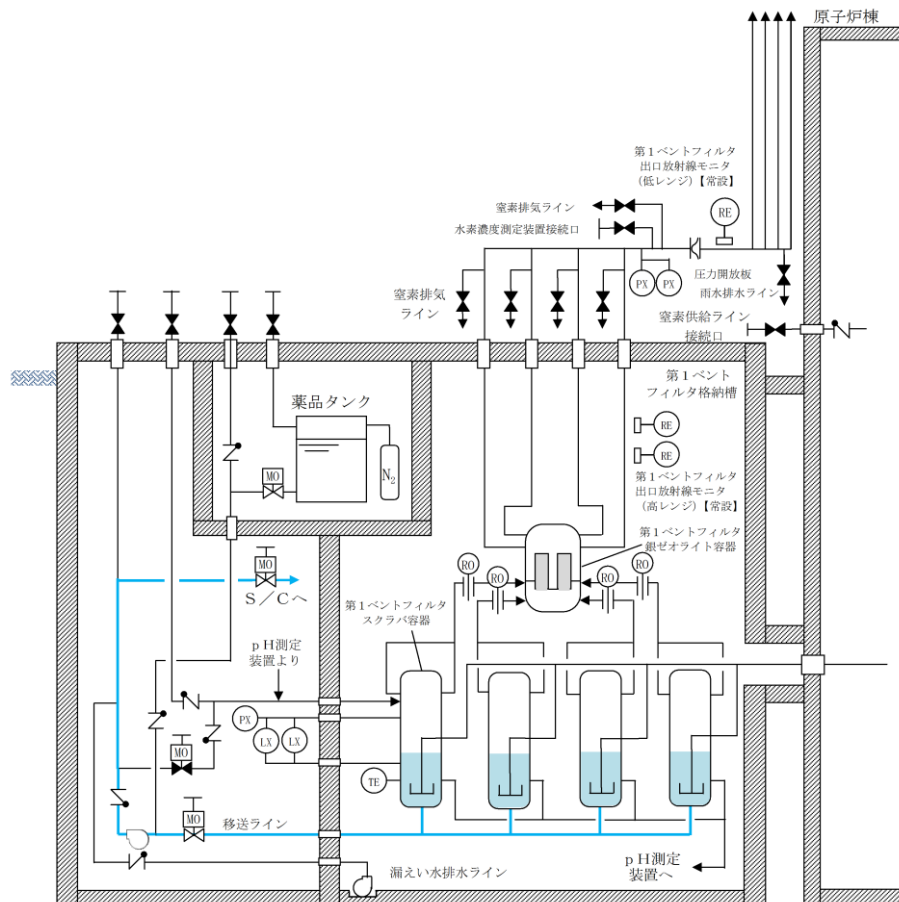 原子炉棟
第1ベントフィルタ
出口放射線モニタ
(低レンジ)【常設】
RE
窒素排気ライン
水素濃度測定装置接続口
PX
PX
圧力開放板
雨水排水ライン
窒素排気
ライン
窒素供給ライン
接続口
第1ベント
フィルタ格納槽
薬品タンク
RE
RE
MO
N₂
第1ベントフィルタ
出口放射線モニタ
(高レンジ)【常設】
第1ベントフィルタ
銀ゼオライト容器
MO
RO
RO
RO
RO
S/Cへ
第1ベントフィルタ
スクラバ容器
pH測定
装置より
PX
LX
LX
MO
TE
MO
移送ライン
漏えい水排水ライン
pH測定
装置へ